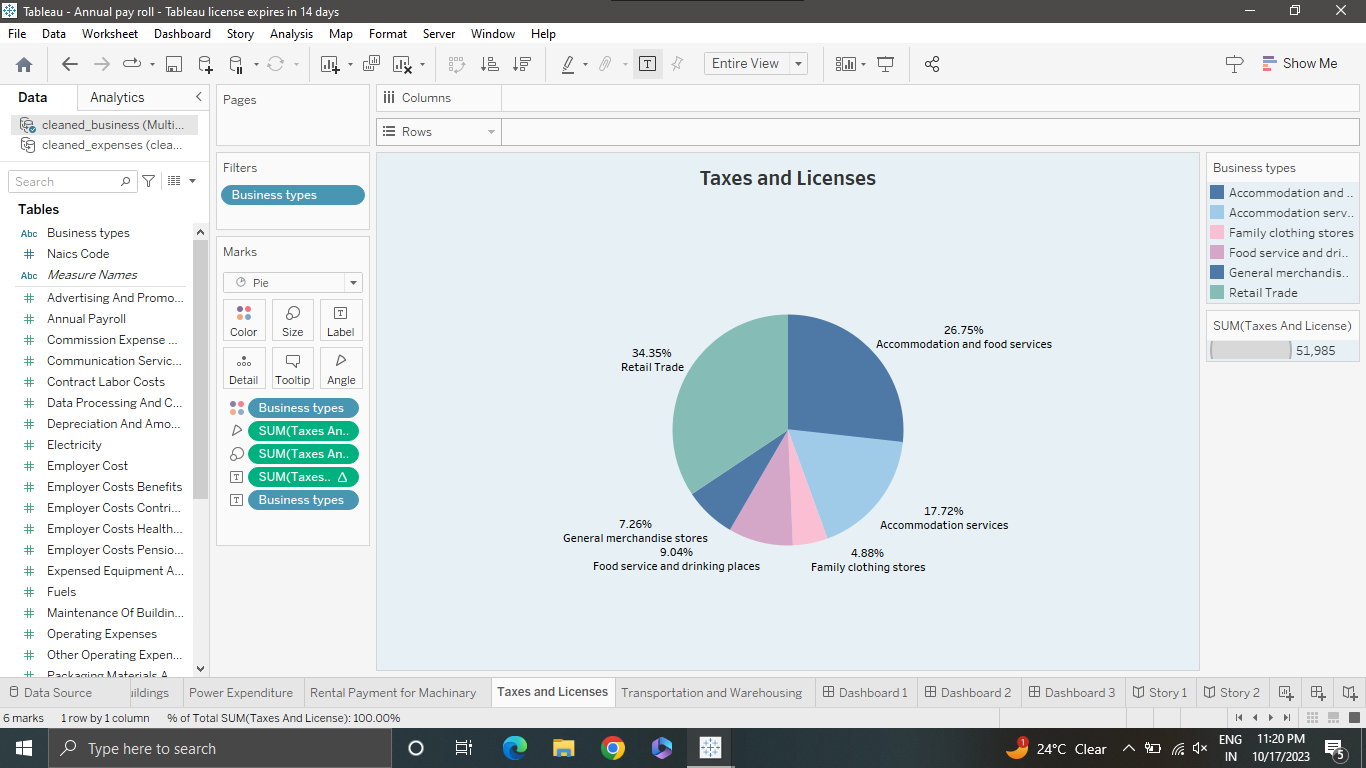 Tableau - Annual pay roll - Tableau license expires in 14 days
File Data Worksheet Dashboard Story Analysis Map Format Server Window Help
Entire View
Show Me
Data Analytics
cleaned_business (Multi...
cleaned_expenses (clea...
Search
Tables
Abc Business types
# Naics Code
Abc Measure Names
# Advertising And Promo...
# Annual Payroll
# Commission Expense ...
# Communication Servic...
# Contract Labor Costs
# Data Processing And C...
# Depreciation And Amo...
# Electricity
# Employer Cost
# Employer Costs Benefits
# Employer Costs Contri...
# Employer Costs Health...
# Employer Costs Pensio...
# Expensed Equipment A...
# Fuels
# Maintenance Of Buildin...
# Operating Expenses
# Other Operating Expen...
# Packaging Materials A...
Pages
Filters
Business types
Marks
Pie
Color Size Label
Detail Tooltip Angle
Business types
SUM(Taxes An..
SUM(Taxes An..
SUM(Taxes.. △
Business types
Columns
Rows
Taxes and Licenses
26.75%
Accommodation and food services
34.35%
Retail Trade
17.72%
Accommodation services
7.26%
General merchandise stores
9.04%
Food service and drinking places
4.88%
Family clothing stores
Business types
Accommodation and ..
Accommodation serv..
Family clothing stores
Food service and dri..
General merchandis..
Retail Trade
SUM(Taxes And License)
51,985
Data Source ildings Power Expenditure Rental Payment for Machinery Taxes and Licenses Transportation and Warehousing Dashboard 1 Dashboard 2 Dashboard 3 Story 1 Story 2
6 marks 1 row by 1 column % of Total SUM(Taxes And License): 100.00%
Type here to search
1
24°C Clear
ENG
IN
11:20 PM
10/17/2023
5